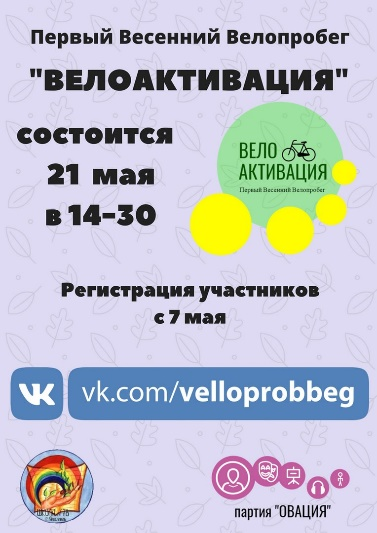 Первый Весенний Велопробег
"ВЕЛОАКТИВАЦИЯ"
состоится
21 мая
в 14-30
ВЕЛО
АКТИВАЦИЯ
Первый Весенний Велопробег
Регистрация участников
с 7 мая
vk.com/velloprobbeg
партия "ОВАЦИЯ"